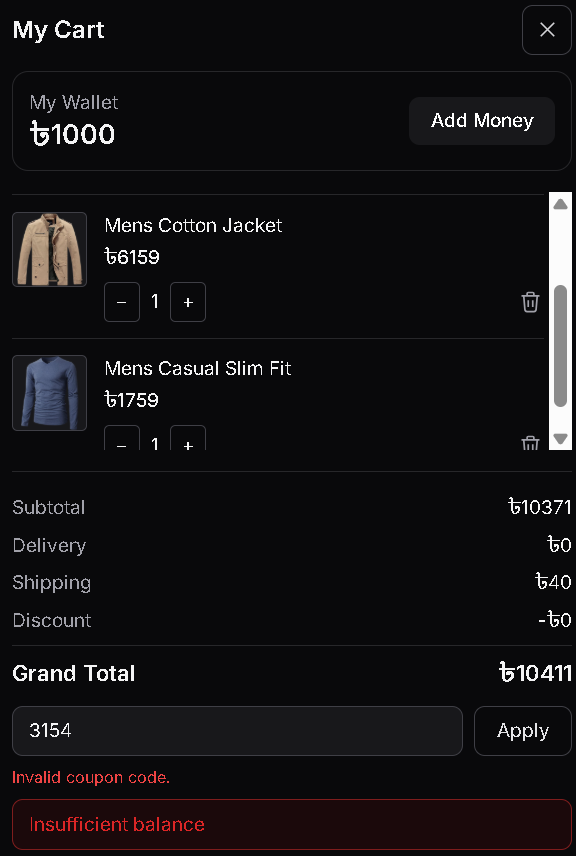 My Cart
My Wallet
৳1000
Add Money
Mens Cotton Jacket
৳6159
− 1 +
Mens Casual Slim Fit
৳1759
− 1 +
Subtotal ৳10371
Delivery ৳0
Shipping ৳40
Discount -৳0
Grand Total ৳10411
3154 Apply
Invalid coupon code.
Insufficient balance